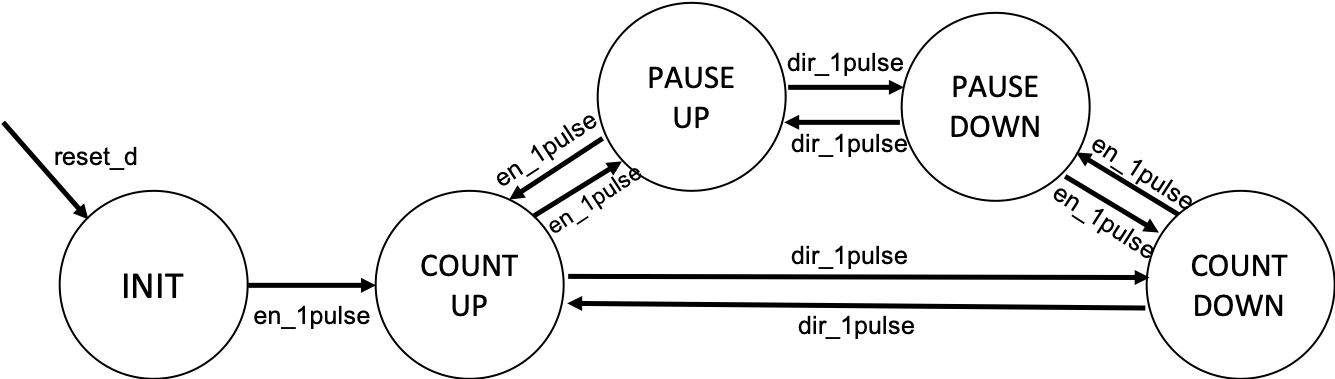 reset_d
INIT
en_1pulse
COUNT
UP
en_1pulse
en_1pulse
PAUSE
UP
dir_1pulse
dir_1pulse
PAUSE
DOWN
en_1pulse
en_1pulse
dir_1pulse
dir_1pulse
COUNT
DOWN